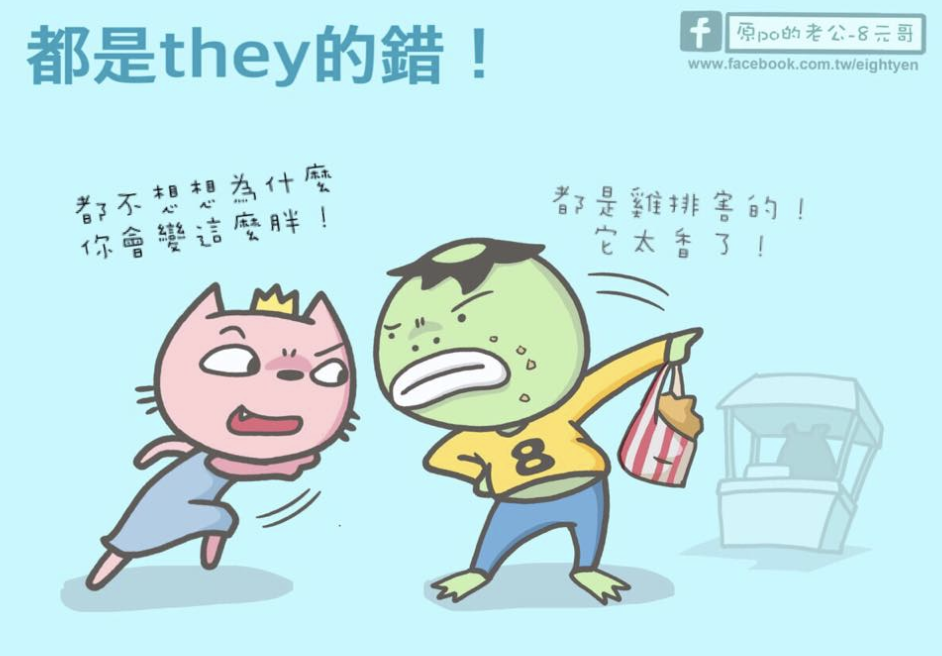 都是they的錯！
原po的老公-8元哥
www.facebook.com.tw/eightyen
都不想想為什麼
你會變這麼胖！
都是雞排害的！
它太香了！
8